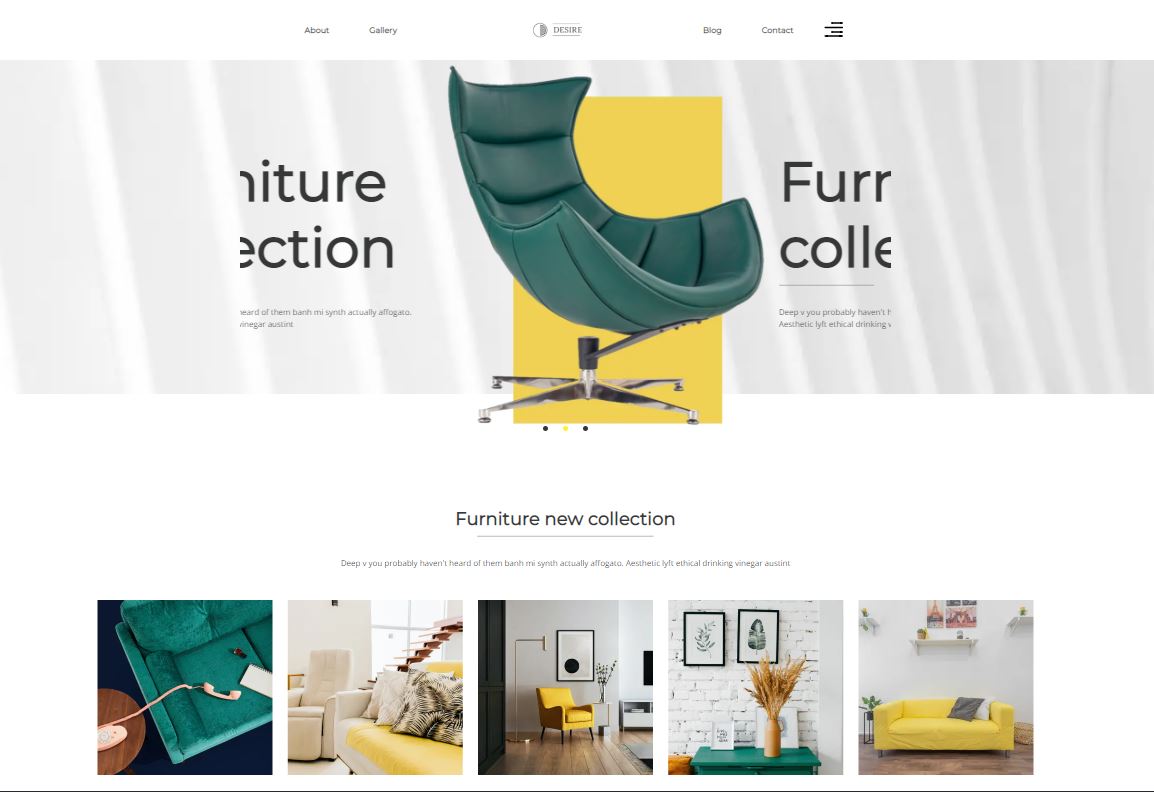 About
Gallery
DESIRE
Blog
Contact
niture
ection
heard of them banh mi synth actually affogato.
vinegar austint
Furn
colle
Deep v you probably haven't h
Aesthetic lyft ethical drinking v
Furniture new collection
Deep v you probably haven't heard of them banh mi synth actually affogato. Aesthetic lyft ethical drinking vinegar austint